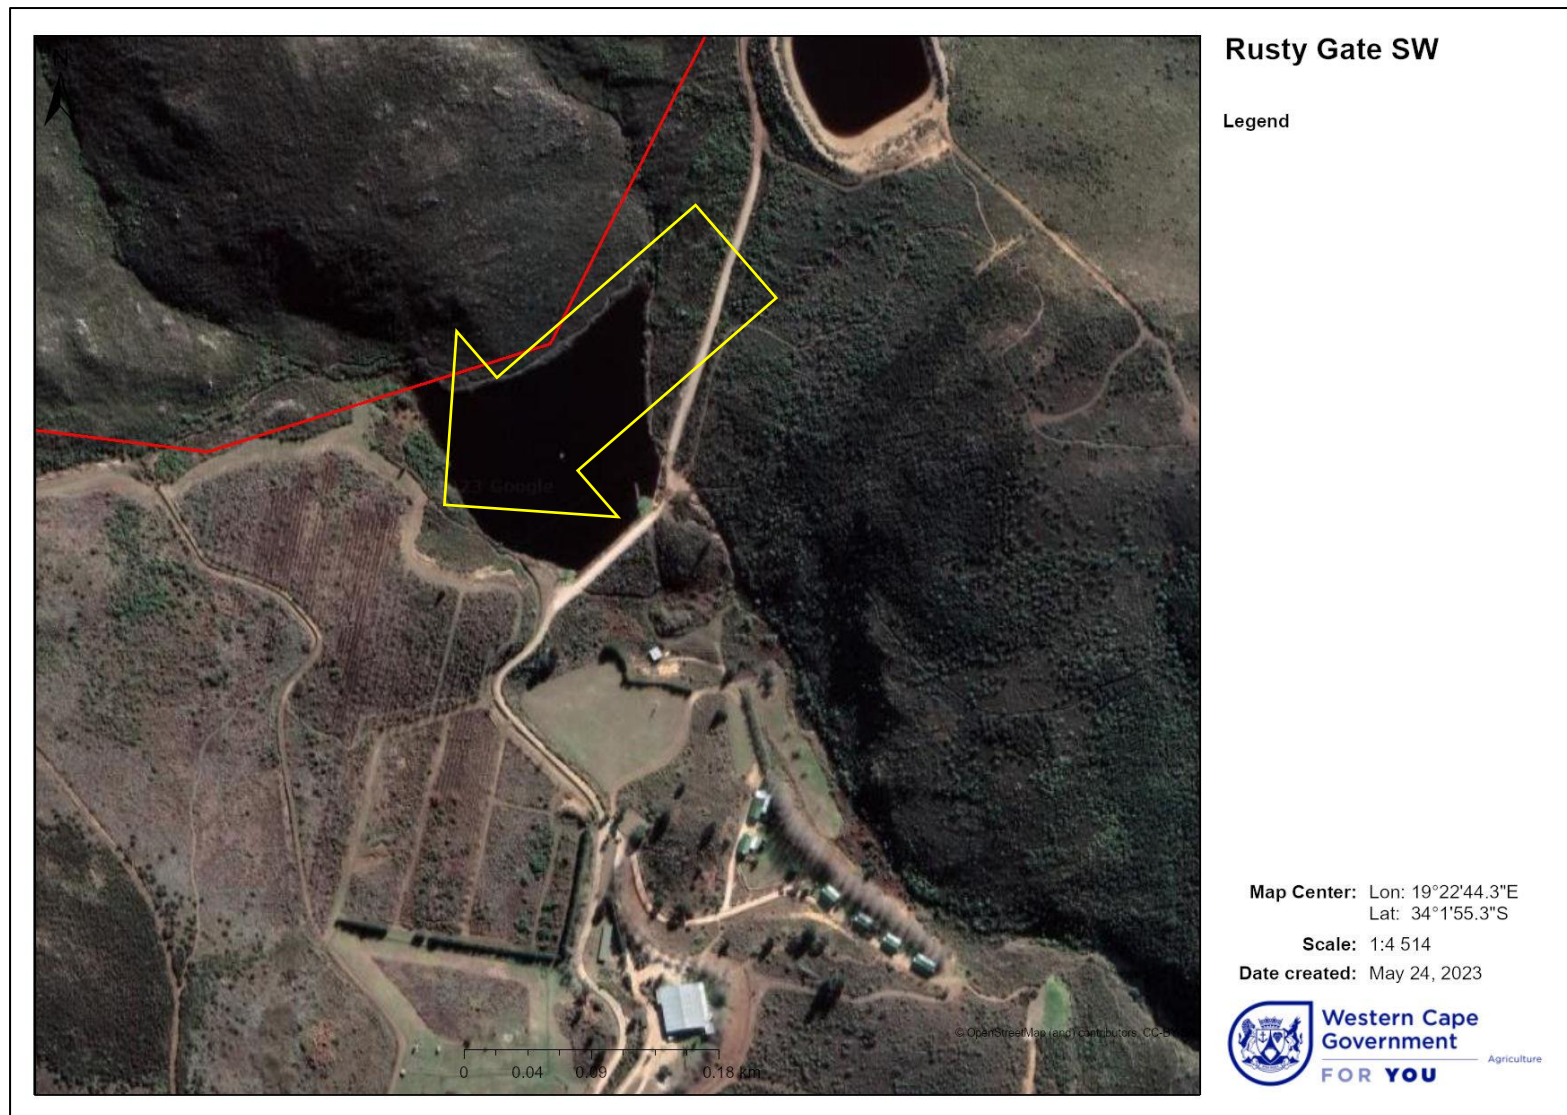 Rusty Gate SW
Legend
N
23 Google
Map Center: Lon: 19°22'44.3"E
Lat: 34°1'55.3"S
Scale: 1:4 514
Date created: May 24, 2023
© OpenStreetMap (and) contributors, CC-B
0 0.04 0.09 0.18 km
Western Cape
Government
Agriculture
FOR YOU